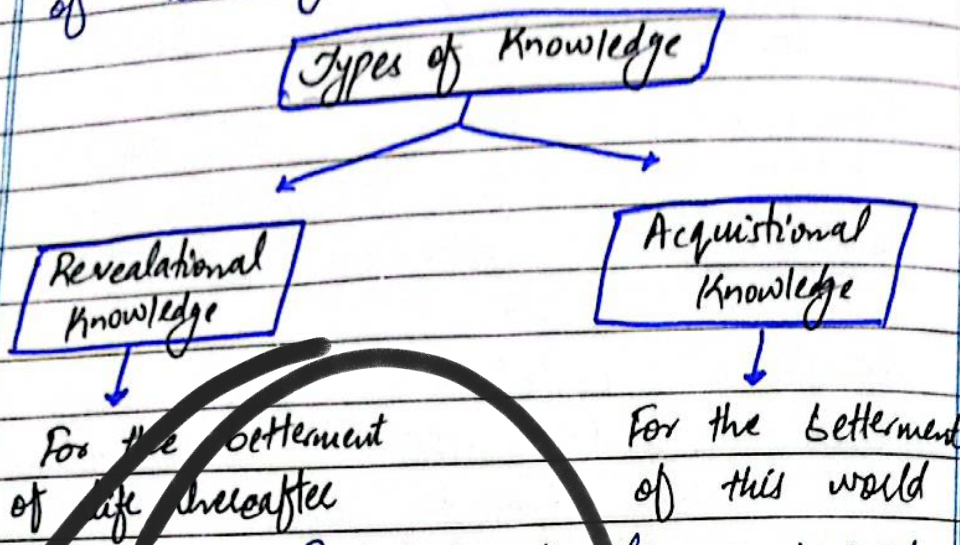 of
Types of Knowledge
Revealational
Knowledge
Acquistional
Knowledge
For the betterment
of life hereafter
For the betterment
of this world